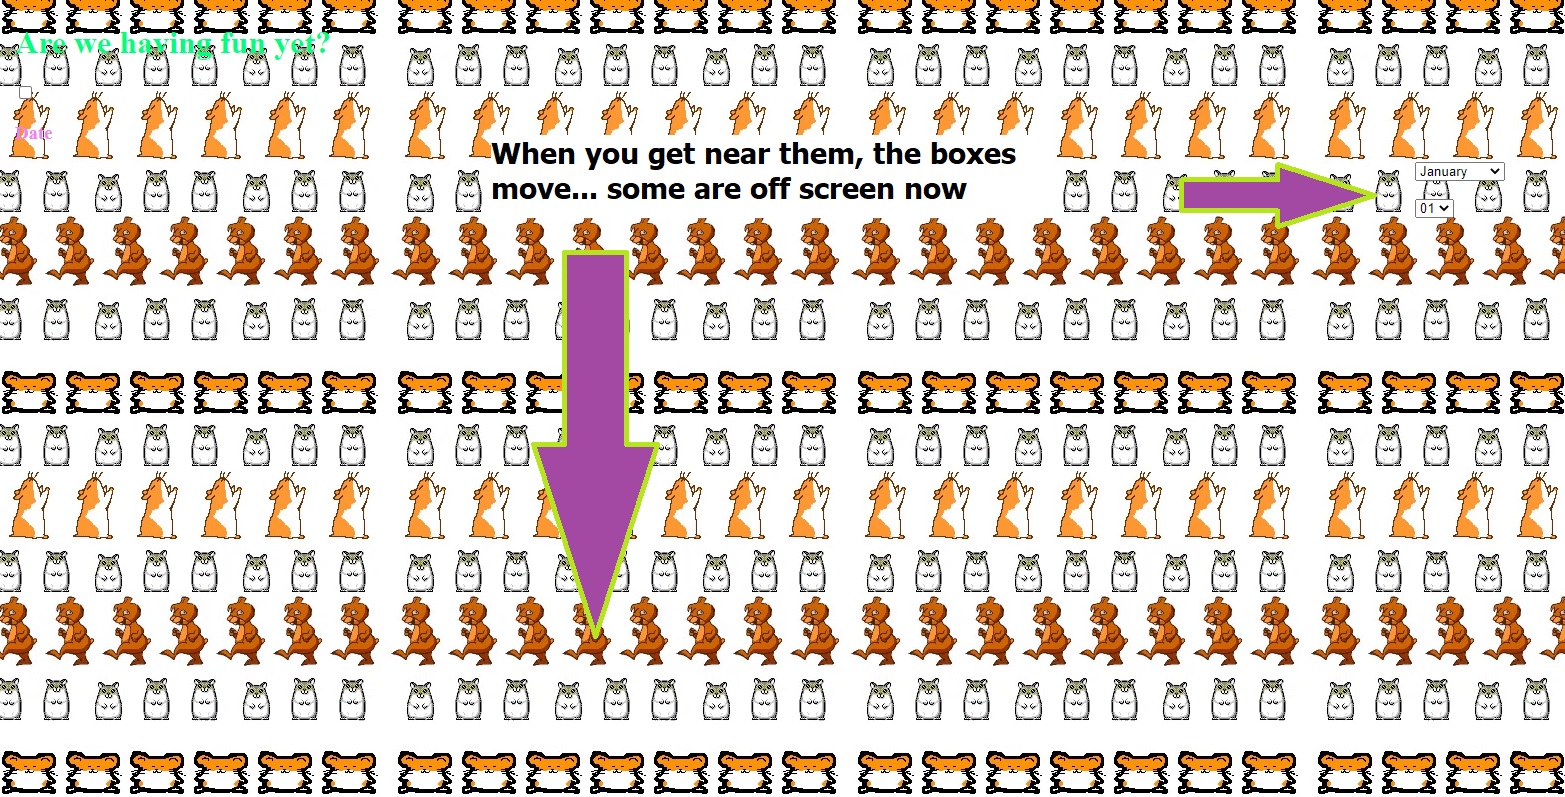 Are we having fun yet?
Date
When you get near them, the boxes
move... some are off screen now
January
01